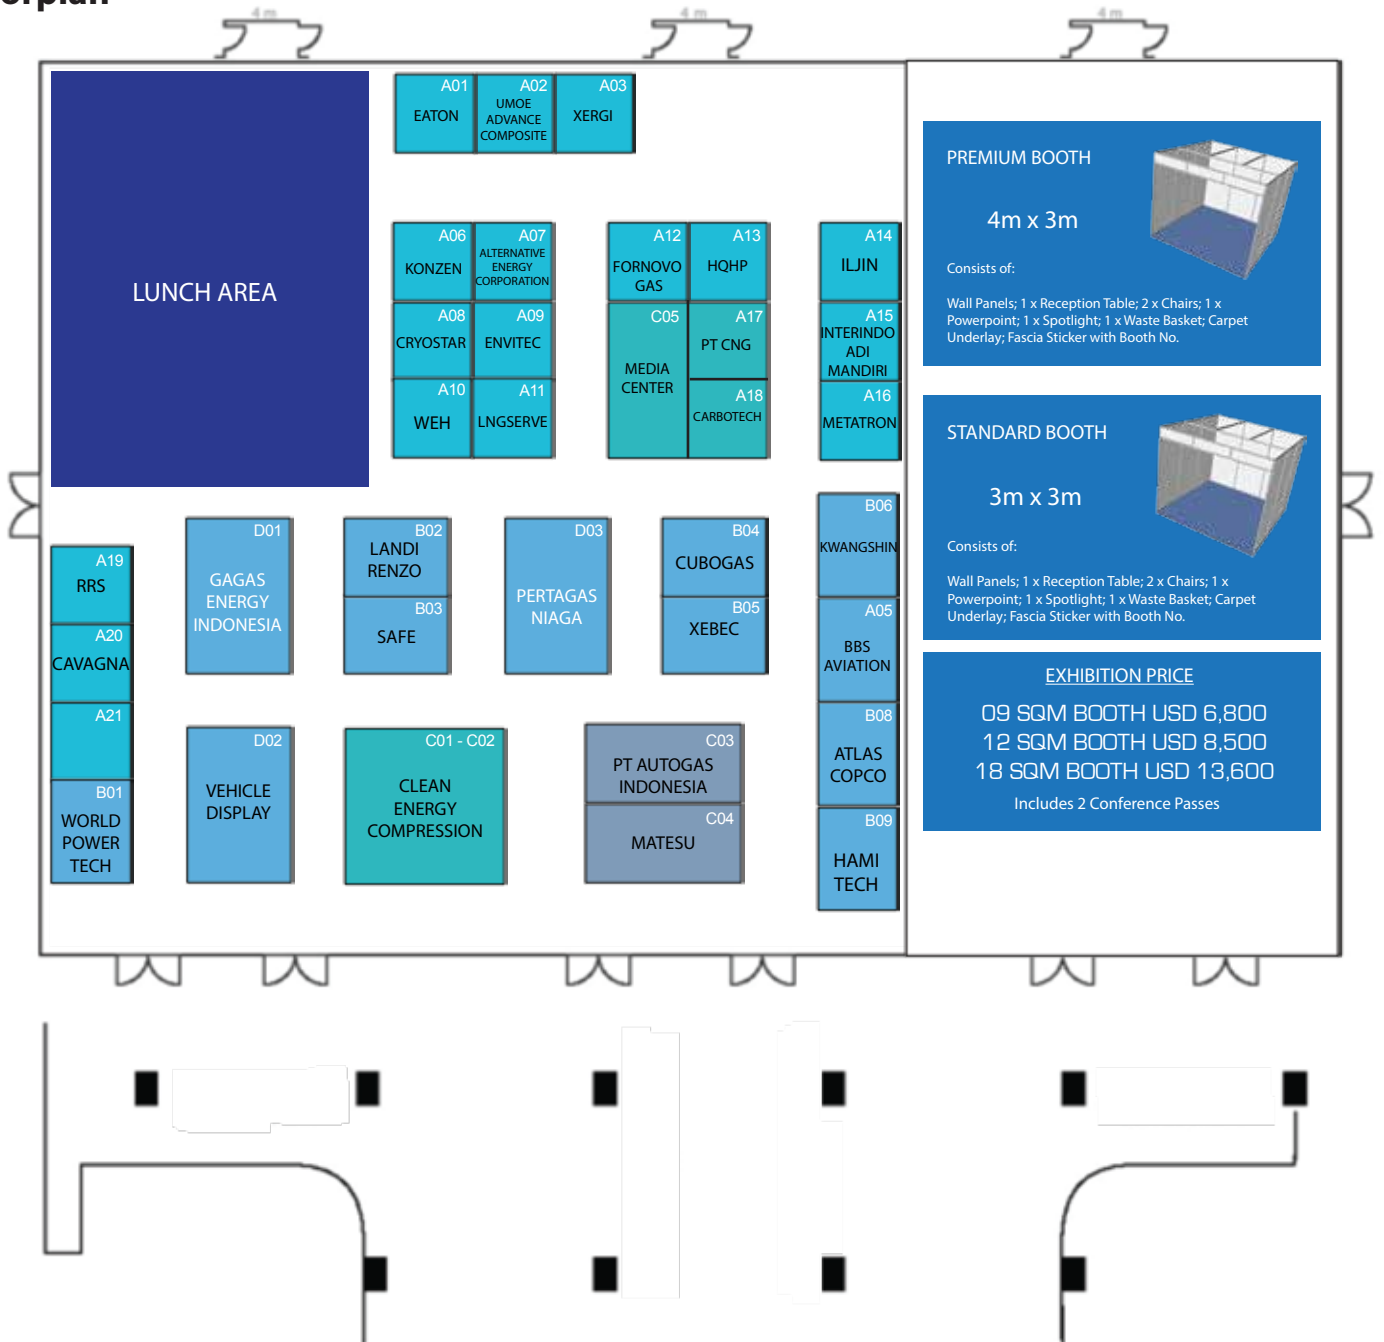 orplan
4 m
4 m
4 m
LUNCH AREA
A01
EATON
A02
UMOE
ADVANCE
COMPOSITE
A03
XERGI
A06
KONZEN
A07
ALTERNATIVE
ENERGY
CORPORATION
A08
CRYOSTAR
A09
ENVITEC
A10
WEH
A11
LNGSERVE
A12
FORNOVO
GAS
A13
HQHP
C05
MEDIA
CENTER
A17
PT CNG
A18
CARBOTECH
A14
ILJIN
A15
INTERINDO
ADI
MANDIRI
A16
METATRON
A19
RRS
A20
CAVAGNA
A21
B01
WORLD
POWER
TECH
D01
GAGAS
ENERGY
INDONESIA
B02
LANDI
RENZO
B03
SAFE
D03
PERTAGAS
NIAGA
B04
CUBOGAS
B05
XEBEC
B06
KWANGSHIN
A05
BBS
AVIATION
B08
ATLAS
COPCO
B09
HAMI
TECH
D02
VEHICLE
DISPLAY
C01 - C02
CLEAN
ENERGY
COMPRESSION
C03
PT AUTOGAS
INDONESIA
C04
MATESU
PREMIUM BOOTH
4m x 3m
Consists of:
Wall Panels; 1 x Reception Table; 2 x Chairs; 1 x
Powerpoint; 1 x Spotlight; 1 x Waste Basket; Carpet
Underlay; Fascia Sticker with Booth No.
STANDARD BOOTH
3m x 3m
Consists of:
Wall Panels; 1 x Reception Table; 2 x Chairs; 1 x
Powerpoint; 1 x Spotlight; 1 x Waste Basket; Carpet
Underlay; Fascia Sticker with Booth No.
EXHIBITION PRICE
09 SQM BOOTH USD 6,800
12 SQM BOOTH USD 8,500
18 SQM BOOTH USD 13,600
Includes 2 Conference Passes